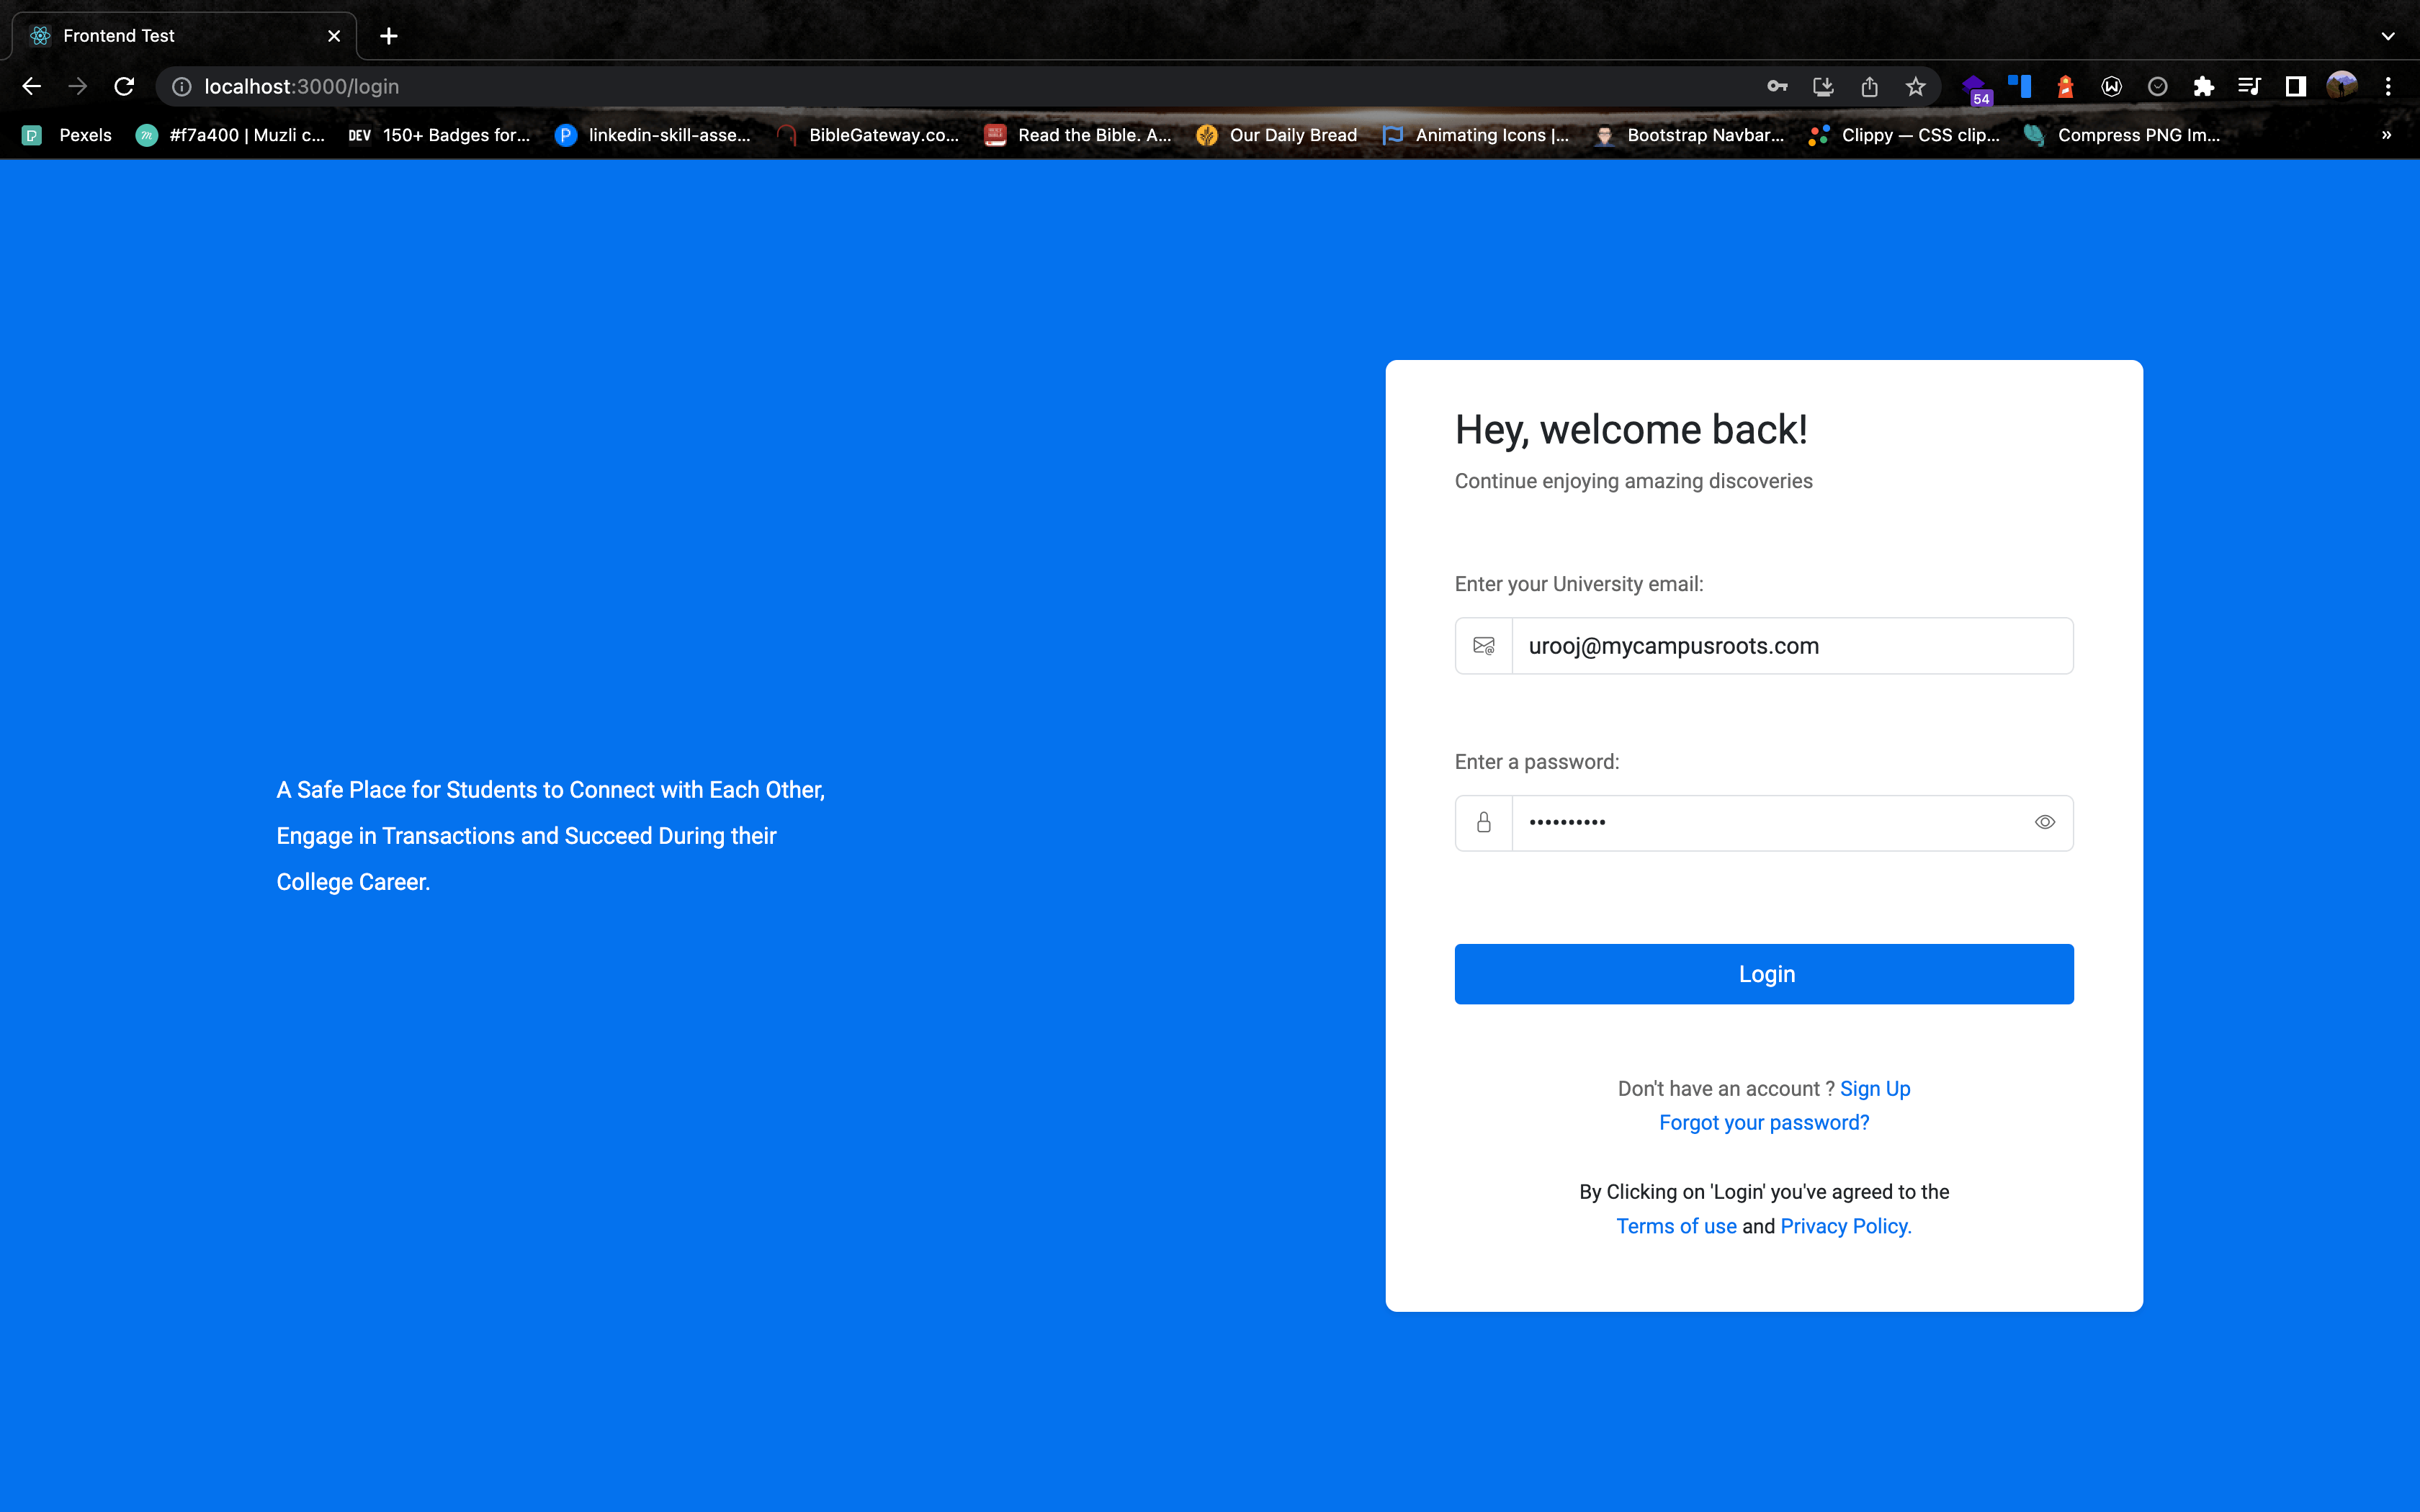 Frontend Test
localhost:3000/login
54
Pexels #f7a400 | Muzli c... DEV 150+ Badges for... linkedin-skill-asse... BibleGateway.co... Read the Bible. A... Our Daily Bread Animating Icons |... Bootstrap Navbar... Clippy — CSS clip... Compress PNG Im... »
A Safe Place for Students to Connect with Each Other,
Engage in Transactions and Succeed During their
College Career.
Hey, welcome back!
Continue enjoying amazing discoveries
Enter your University email:
urooj@mycampusroots.com
Enter a password:
••••••••••
Login
Don't have an account ? Sign Up
Forgot your password?
By Clicking on 'Login' you've agreed to the
Terms of use and Privacy Policy.